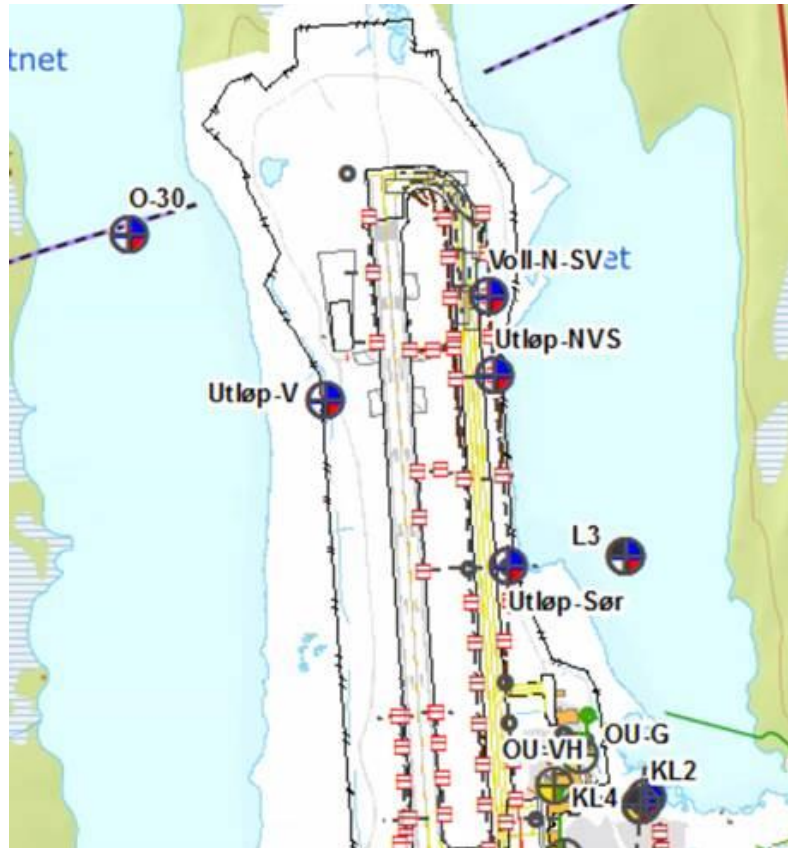 tnet
O-30
Voll-N-SV
et
Utløp-NVS
Utløp-V
L3
Utløp-Sør
OU-G
OU-VH
KL2
KL4